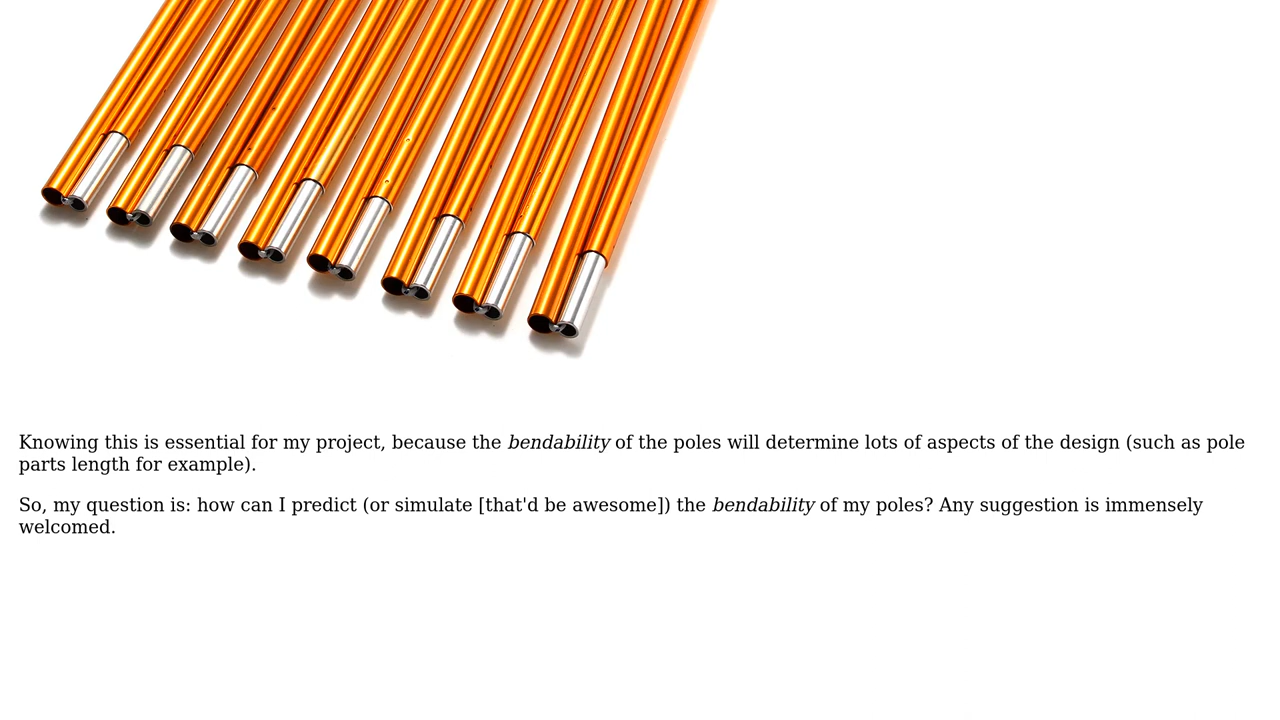 Knowing this is essential for my project, because the bendability of the poles will determine lots of aspects of the design (such as pole
parts length for example).
So, my question is: how can I predict (or simulate [that'd be awesome]) the bendability of my poles? Any suggestion is immensely
welcomed.